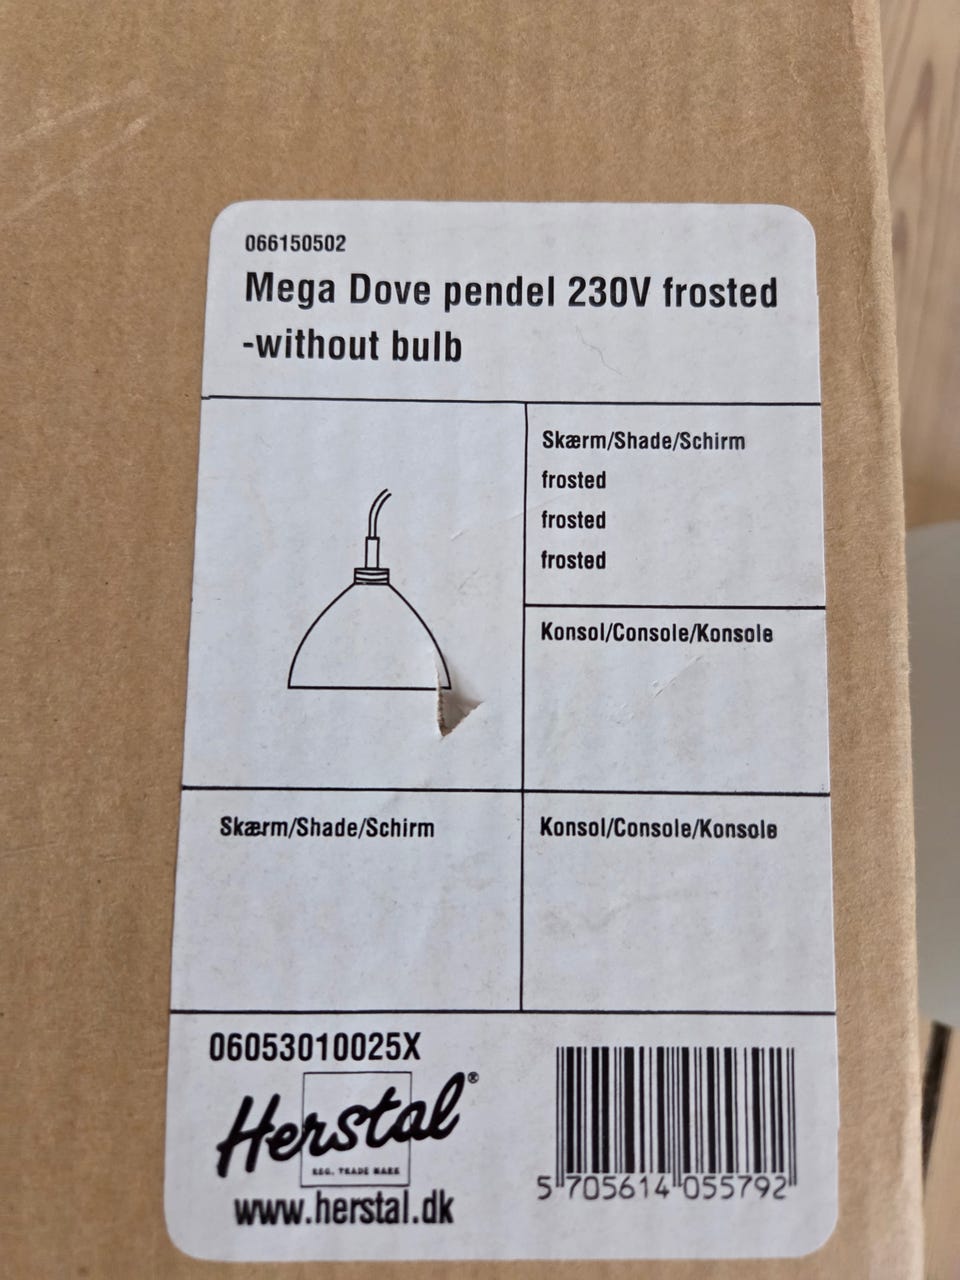 066150502
Mega Dove pendel 230V frosted
-without bulb
Skærm/Shade/Schirm
frosted
frosted
frosted
Konsol/Console/Konsole
Skærm/Shade/Schirm
Konsol/Console/Konsole
06053010025X
Herstal®
REG. TRADE MARK
www.herstal.dk
5 705614 055792